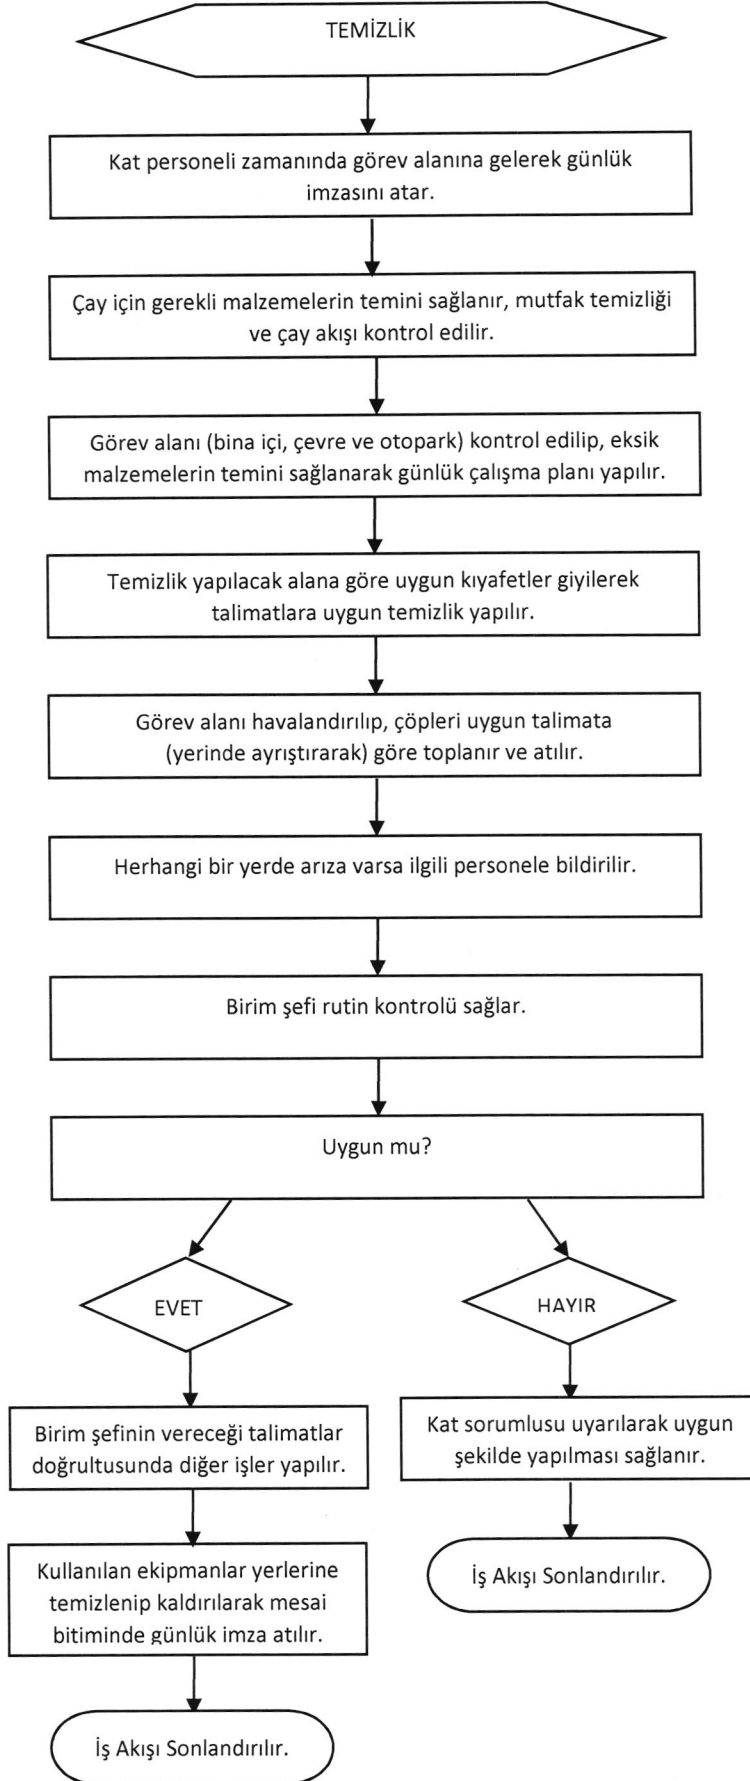 TEMİZLİK
Kat personeli zamanında görev alanına gelerek günlük
imzasını atar.
Çay için gerekli malzemelerin temini sağlanır, mutfak temizliği
ve çay akışı kontrol edilir.
Görev alanı (bina içi, çevre ve otopark) kontrol edilip, eksik
malzemelerin temini sağlanarak günlük çalışma planı yapılır.
Temizlik yapılacak alana göre uygun kıyafetler giyilerek
talimatlara uygun temizlik yapılır.
Görev alanı havalandırılıp, çöpleri uygun talimata
(yerinde ayrıştırarak) göre toplanır ve atılır.
Herhangi bir yerde arıza varsa ilgili personele bildirilir.
Birim şefi rutin kontrolü sağlar.
Uygun mu?
EVET
HAYIR
Birim şefinin vereceği talimatlar
doğrultusunda diğer işler yapılır.
Kat sorumlusu uyarılarak uygun
şekilde yapılması sağlanır.
Kullanılan ekipmanlar yerlerine
temizlenip kaldırılarak mesai
bitiminde günlük imza atılır.
İş Akışı Sonlandırılır.
İş Akışı Sonlandırılır.